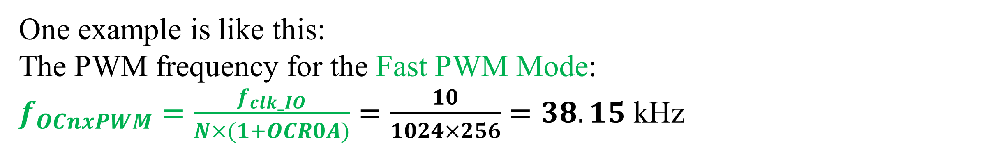 One example is like this:
The PWM frequency for the Fast PWM Mode:
f_OCnxPWM = f_clk_IO / N×(1+OCR0A) = 10 / 1024×256 = 38.15 kHz